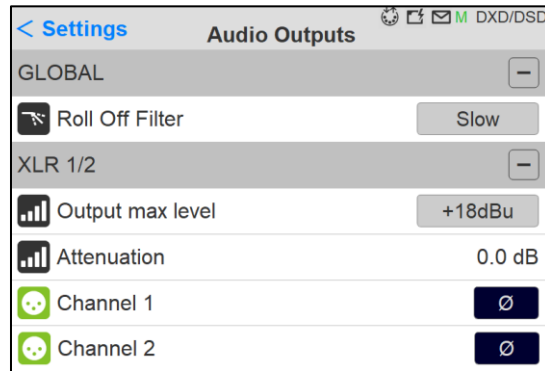 < Settings
Audio Outputs
M DXD/DSD
GLOBAL
Roll Off Filter
Slow
XLR 1/2
Output max level
+18dBu
Attenuation
0.0 dB
Channel 1
Ø
Channel 2
Ø